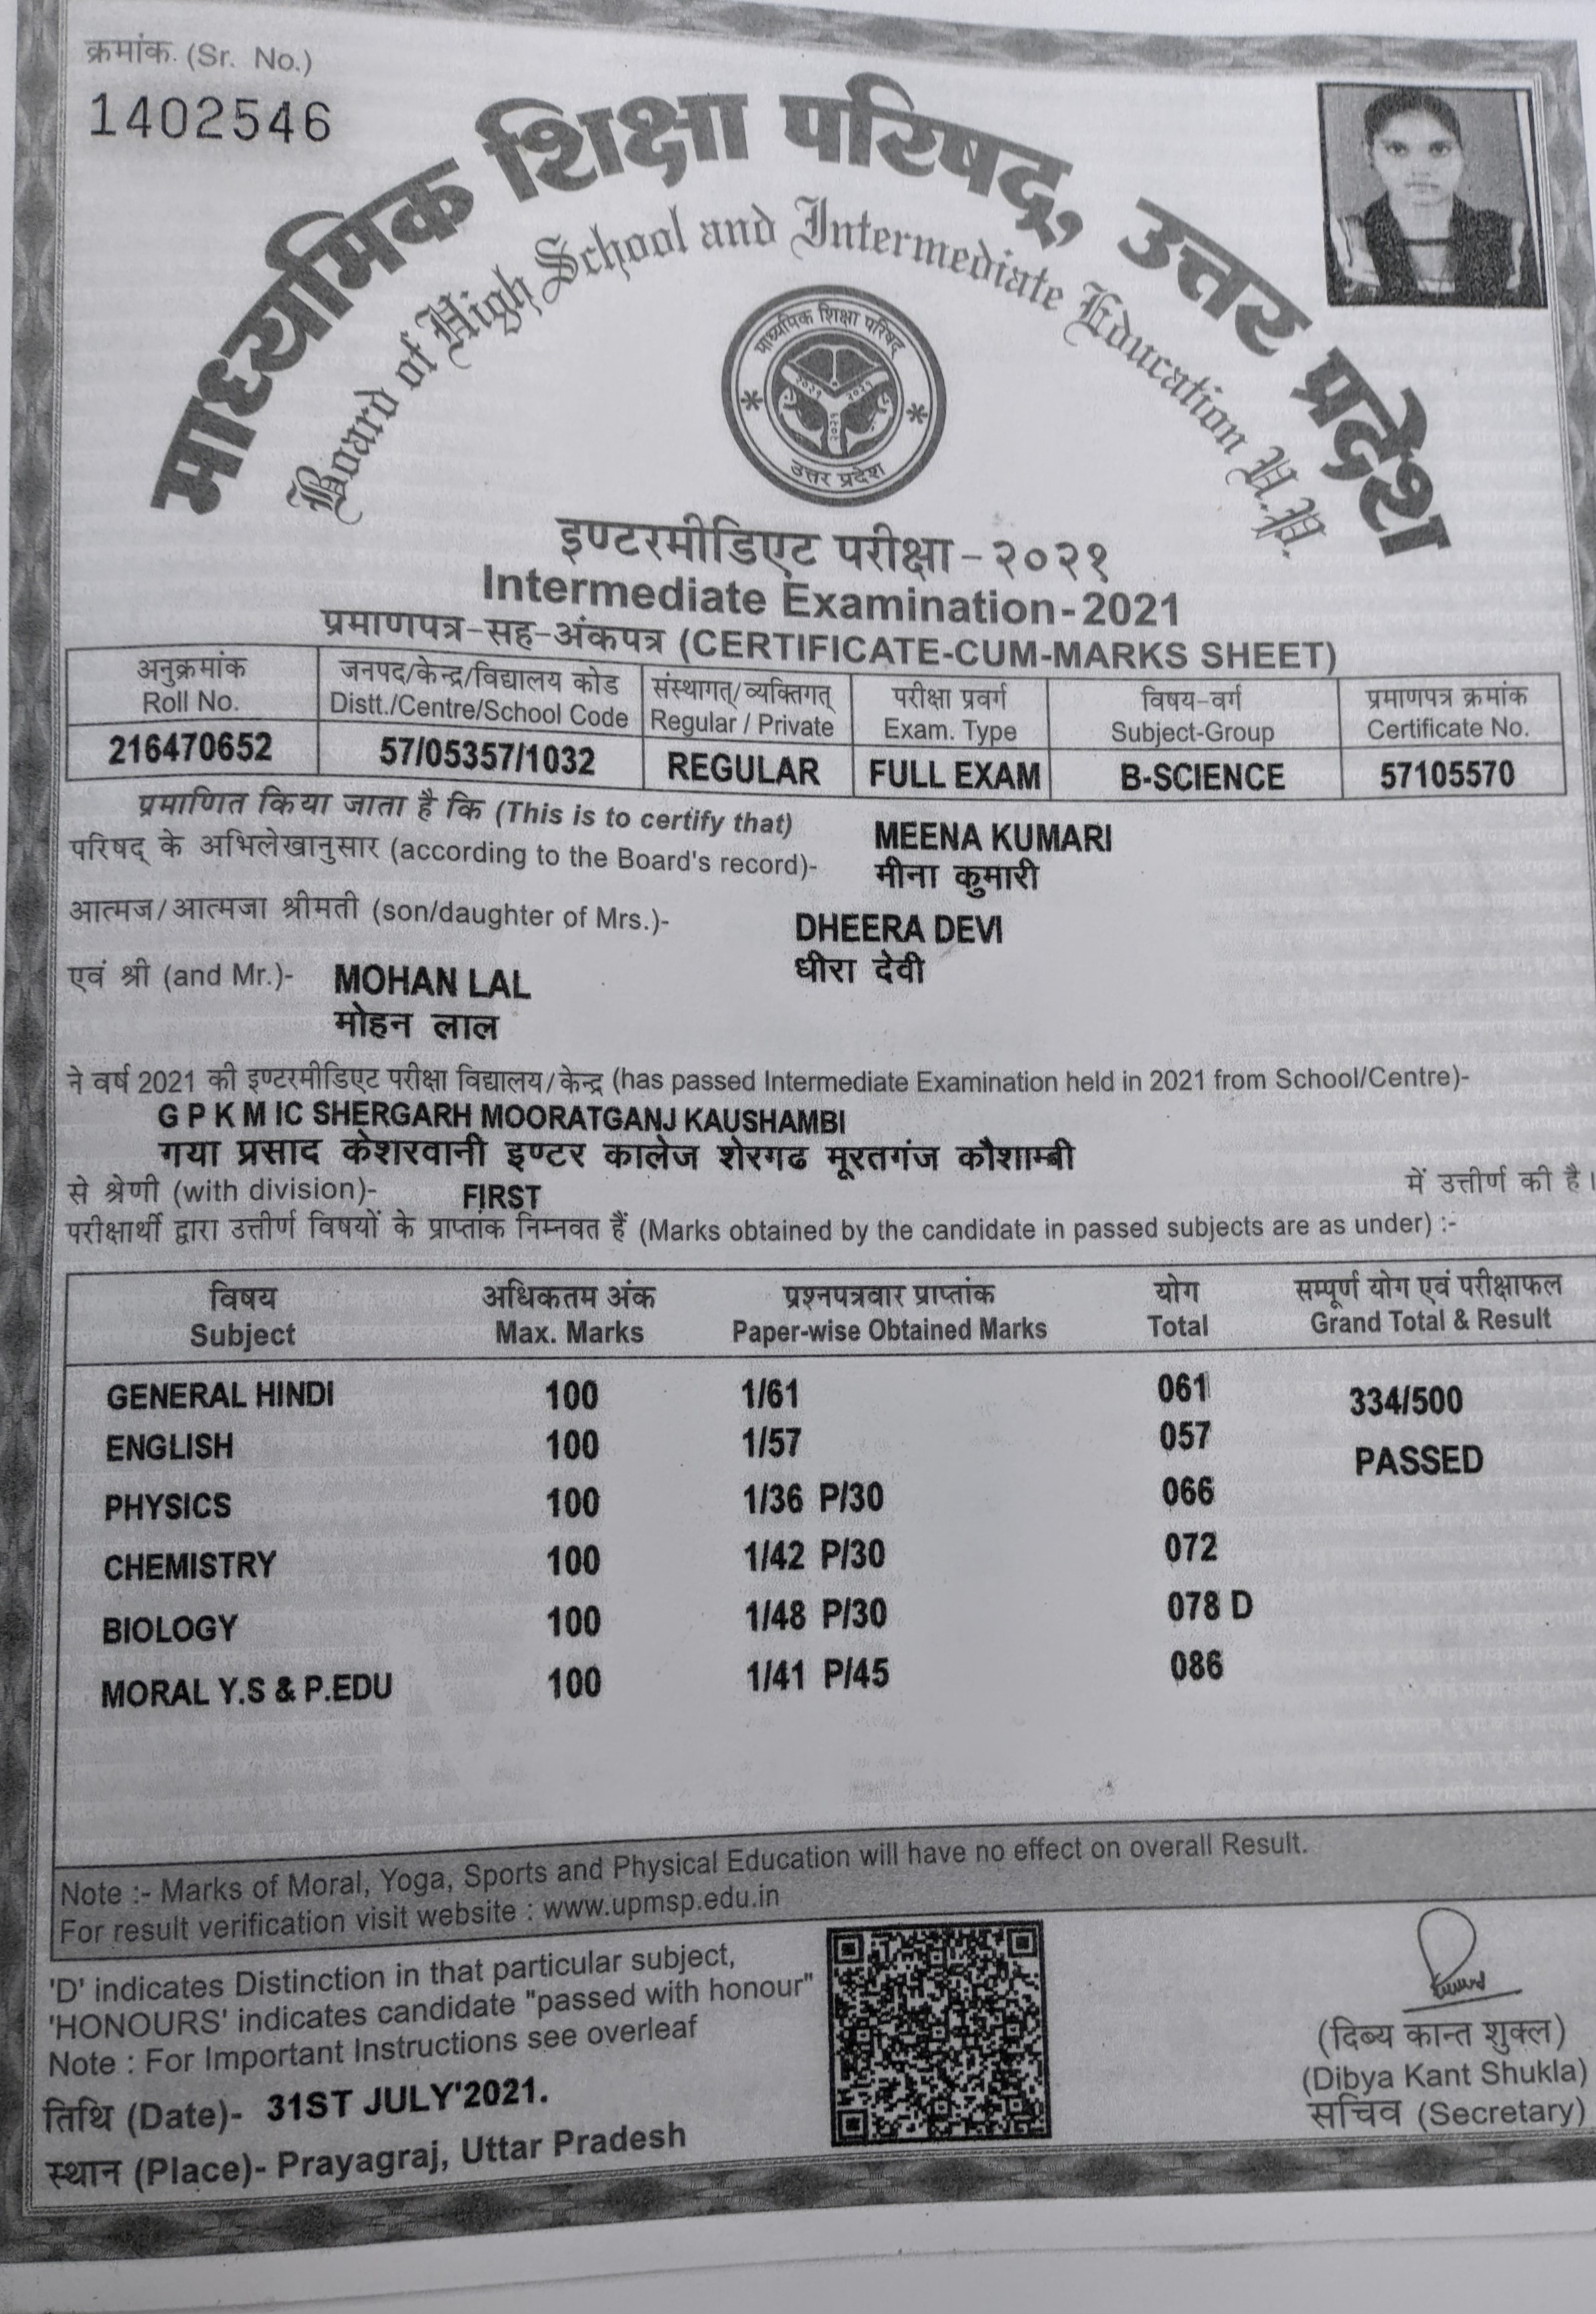 क्रमांक. (Sr. No.)
1402546
माध्यमिक शिक्षा परिषद्, उत्तर प्रदेश
Board of High School and Intermediate Education U.P.
माध्यमिक शिक्षा परिषद्
२०२१ २०२१
२०२१
उत्तर प्रदेश
इण्टरमीडिएट परीक्षा-२०२१
Intermediate Examination-2021
प्रमाणपत्र-सह-अंकपत्र (CERTIFICATE-CUM-MARKS SHEET)
अनुक्रमांक जनपद/केन्द्र/विद्यालय कोड संस्थागत्/व्यक्तिगत् परीक्षा प्रवर्ग विषय-वर्ग प्रमाणपत्र क्रमांक
Roll No. Distt./Centre/School Code Regular / Private Exam. Type Subject-Group Certificate No.
216470652 57/05357/1032 REGULAR FULL EXAM B-SCIENCE 57105570
प्रमाणित किया जाता है कि (This is to certify that)
परिषद् के अभिलेखानुसार (according to the Board's record)- MEENA KUMARI
मीना कुमारी
आत्मज/आत्मजा श्रीमती (son/daughter of Mrs.)- DHEERA DEVI
धीरा देवी
एवं श्री (and Mr.)- MOHAN LAL
मोहन लाल
ने वर्ष 2021 की इण्टरमीडिएट परीक्षा विद्यालय/केन्द्र (has passed Intermediate Examination held in 2021 from School/Centre)-
G P K M IC SHERGARH MOORATGANJ KAUSHAMBI
गया प्रसाद केशरवानी इण्टर कालेज शेरगढ मूरतगंज कौशाम्बी
से श्रेणी (with division)- FIRST में उत्तीर्ण की है।
परीक्षार्थी द्वारा उत्तीर्ण विषयों के प्राप्तांक निम्नवत हैं (Marks obtained by the candidate in passed subjects are as under) :-
विषय अधिकतम अंक प्रश्नपत्रवार प्राप्तांक योग सम्पूर्ण योग एवं परीक्षाफल
Subject Max. Marks Paper-wise Obtained Marks Total Grand Total & Result
GENERAL HINDI 100 1/61 061 334/500
ENGLISH 100 1/57 057 PASSED
PHYSICS 100 1/36 P/30 066
CHEMISTRY 100 1/42 P/30 072
BIOLOGY 100 1/48 P/30 078 D
MORAL Y.S & P.EDU 100 1/41 P/45 086
Note :- Marks of Moral, Yoga, Sports and Physical Education will have no effect on overall Result.
For result verification visit website : www.upmsp.edu.in
'D' indicates Distinction in that particular subject,
'HONOURS' indicates candidate "passed with honour"
Note : For Important Instructions see overleaf
तिथि (Date)- 31ST JULY'2021.
स्थान (Place)- Prayagraj, Uttar Pradesh
(दिब्य कान्त शुक्ल)
(Dibya Kant Shukla)
सचिव (Secretary)